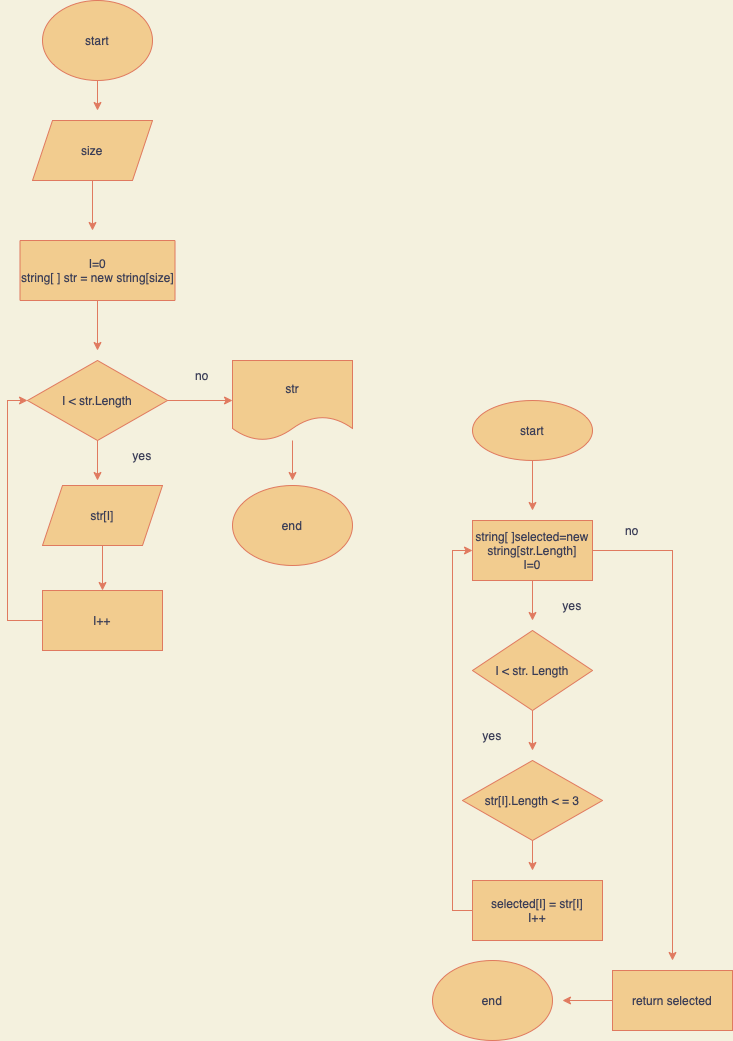 start
size
I=0
string[ ] str = new string[size]
I < str.Length
no
str
yes
str[I]
end
I++
start
string[ ]selected=new
string[str.Length]
I=0
no
yes
I < str. Length
yes
str[I].Length < = 3
selected[I] = str[I]
I++
end
return selected